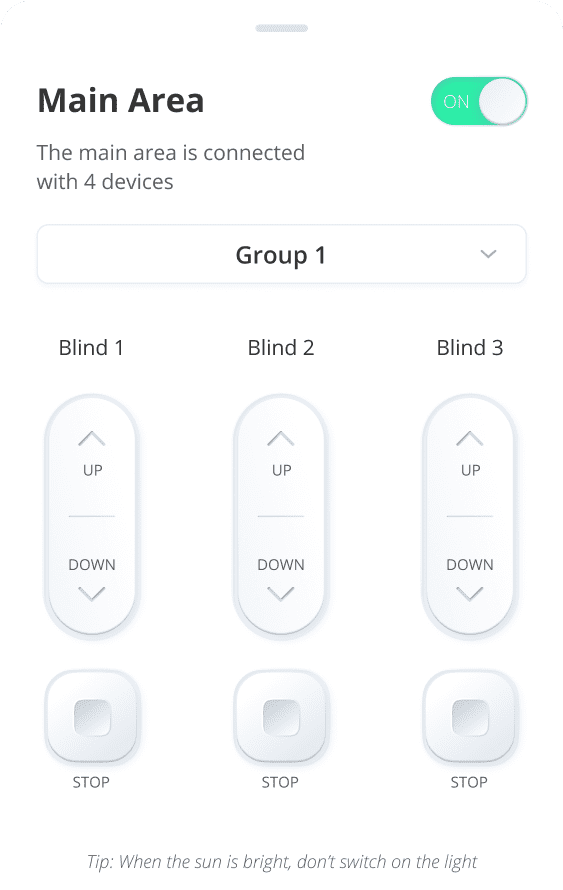 Main Area
ON
The main area is connected
with 4 devices
Group 1
Blind 1
Blind 2
Blind 3
UP
UP
UP
DOWN
DOWN
DOWN
STOP
STOP
STOP
Tip: When the sun is bright, don’t switch on the light